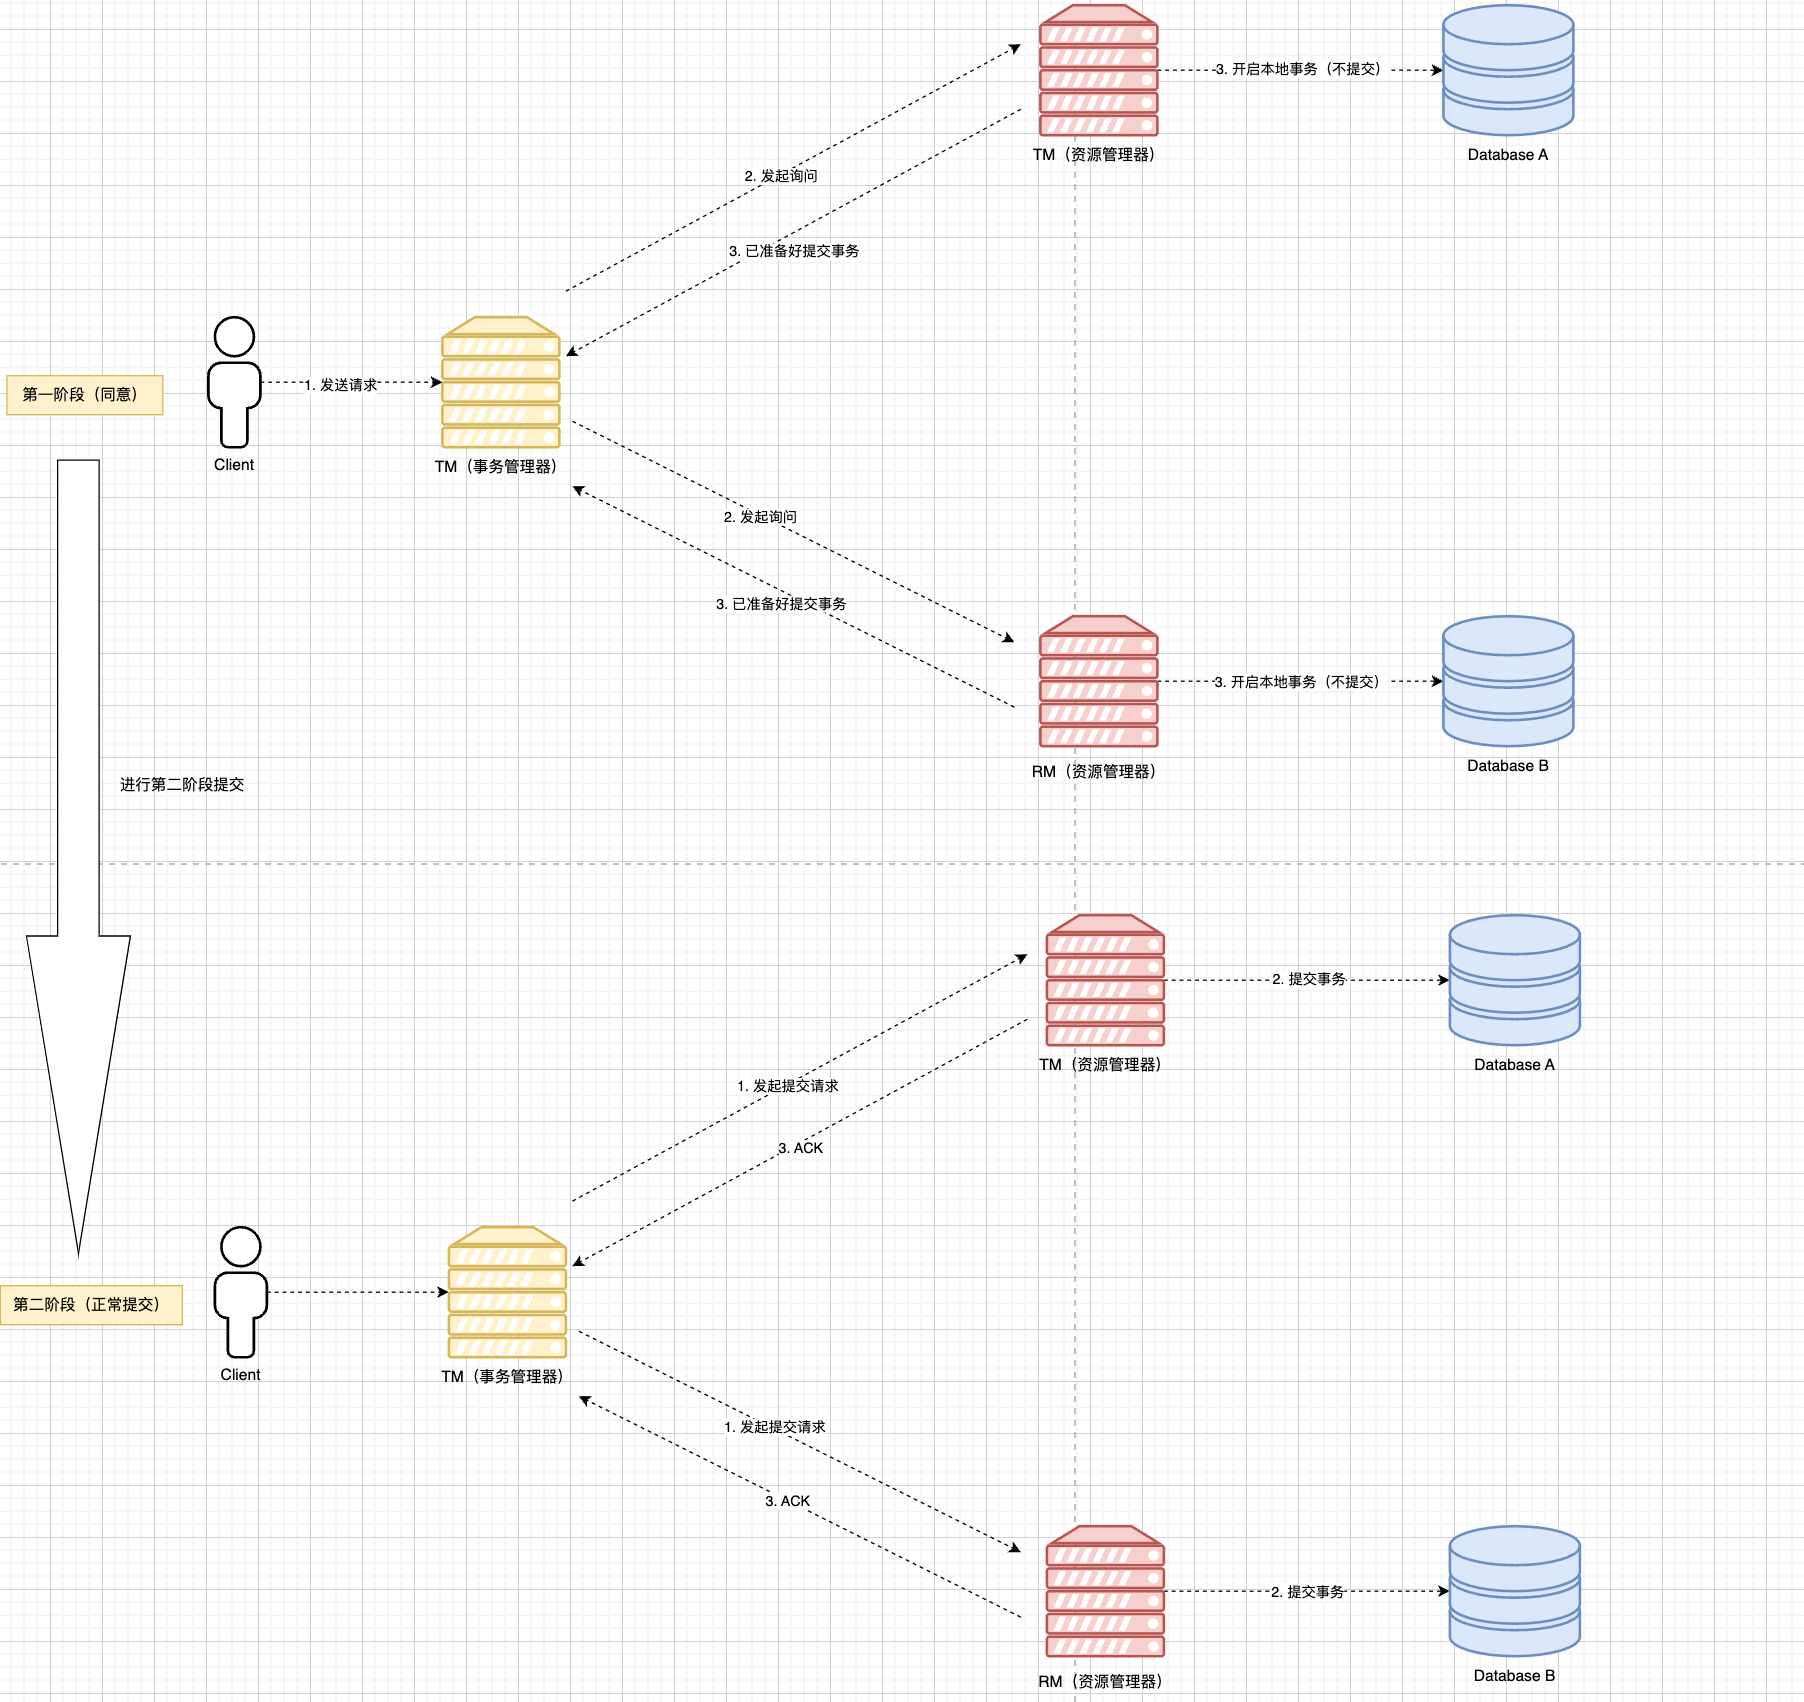 3. 开启本地事务（不提交）
TM（资源管理器）
Database A
2. 发起询问
3. 已准备好提交事务
第一阶段（同意）
1. 发送请求
Client
TM（事务管理器）
2. 发起询问
3. 已准备好提交事务
3. 开启本地事务（不提交）
RM（资源管理器）
Database B
进行第二阶段提交
2. 提交事务
TM（资源管理器）
Database A
1. 发起提交请求
3. ACK
第二阶段（正常提交）
Client
TM（事务管理器）
1. 发起提交请求
3. ACK
2. 提交事务
RM（资源管理器）
Database B